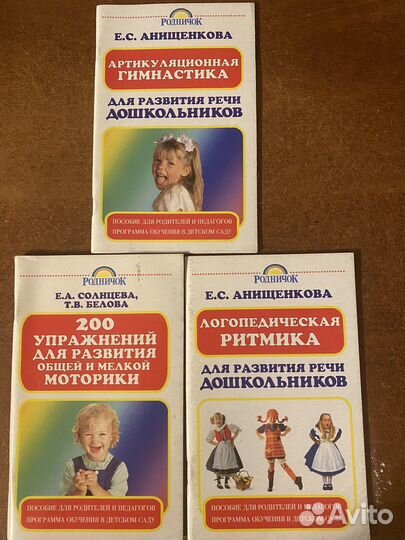 РОДНИЧОК
Е.С. АНИЩЕНКОВА
АРТИКУЛЯЦИОННАЯ
ГИМНАСТИКА
ДЛЯ РАЗВИТИЯ РЕЧИ
ДОШКОЛЬНИКОВ
ПОСОБИЕ ДЛЯ РОДИТЕЛЕЙ И ПЕДАГОГОВ
ПРОГРАММА ОБУЧЕНИЯ В ДЕТСКОМ САДУ
РОДНИЧОК
Е.А. СОЛНЦЕВА,
Т.В. БЕЛОВА
200
УПРАЖНЕНИЙ
ДЛЯ РАЗВИТИЯ
ОБЩЕЙ И МЕЛКОЙ
МОТОРИКИ
ПОСОБИЕ ДЛЯ РОДИТЕЛЕЙ И ПЕДАГОГОВ
ПРОГРАММА ОБУЧЕНИЯ В ДЕТСКОМ САДУ
РОДНИЧОК
Е.С. АНИЩЕНКОВА
ЛОГОПЕДИЧЕСКАЯ
РИТМИКА
ДЛЯ РАЗВИТИЯ РЕЧИ
ДОШКОЛЬНИКОВ
ПОСОБИЕ ДЛЯ РОДИТЕЛЕЙ И ПЕДАГОГОВ
ПРОГРАММА ОБУЧЕНИЯ В ДЕТСКОМ САДУ
Avito